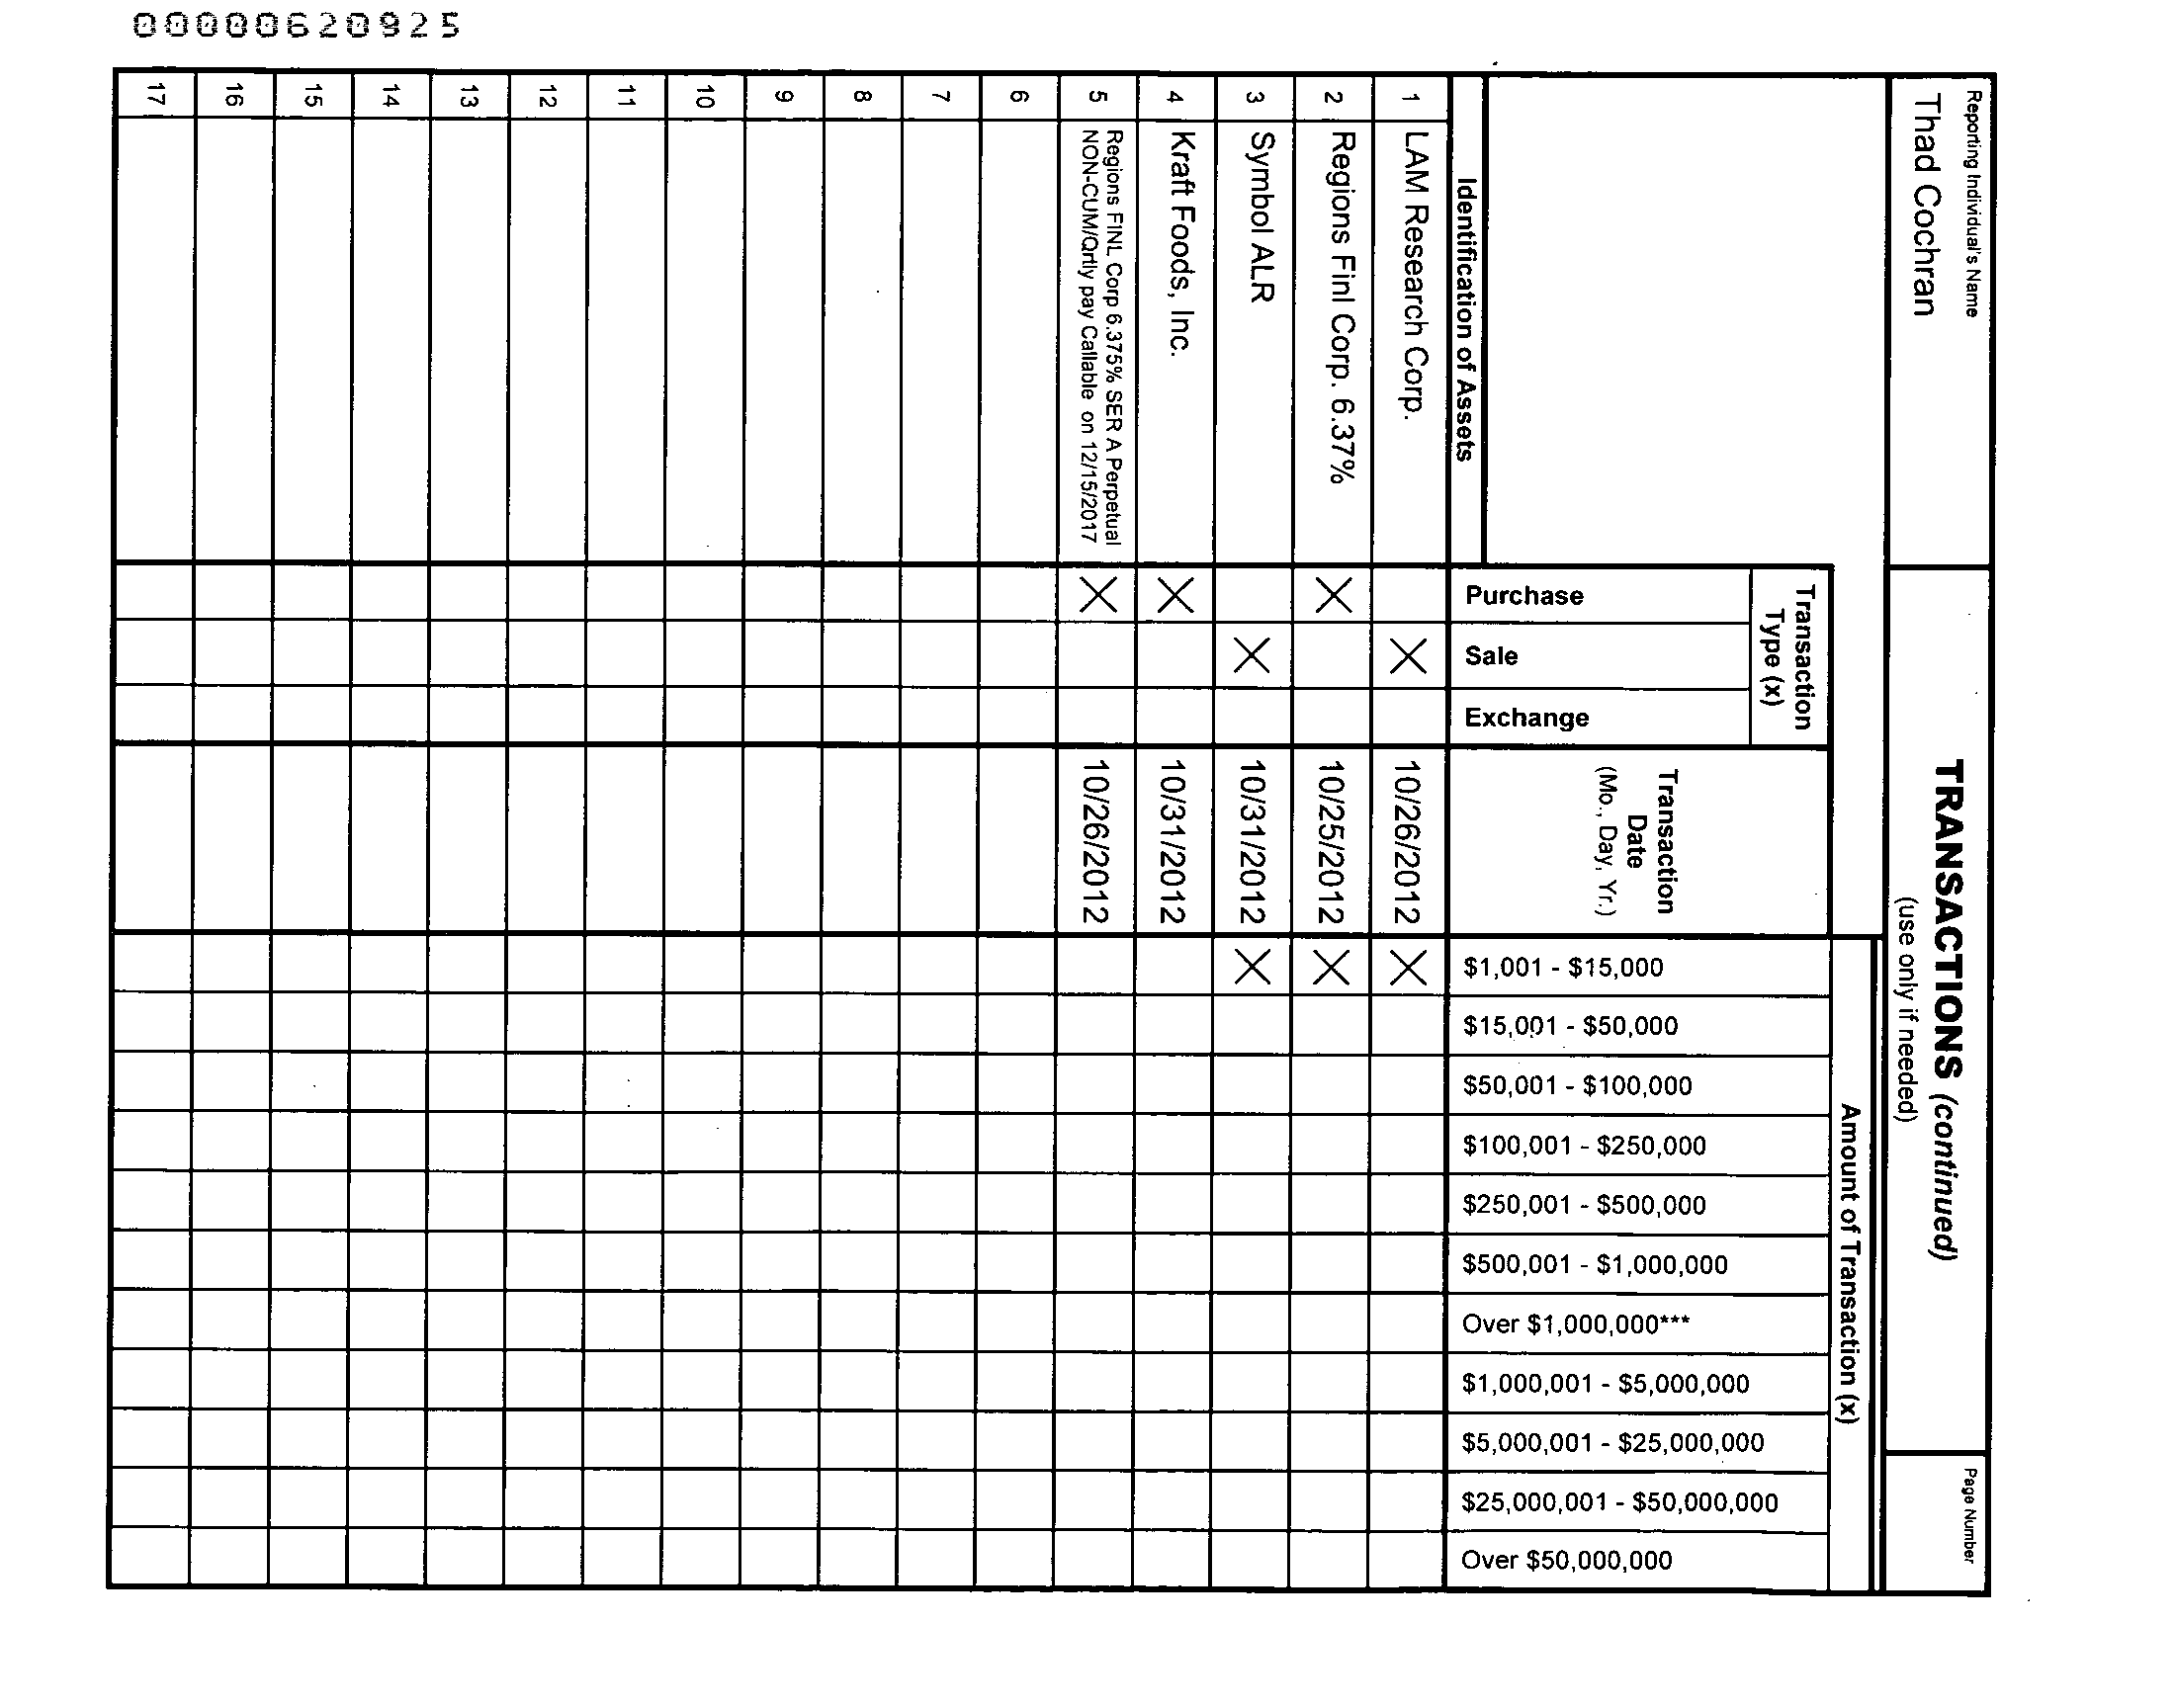 00000620925
Reporting Individual's Name
Thad Cochran
TRANSACTIONS (continued)
(use only if needed)
Page Number
Transaction
Type (x)
Amount of Transaction (x)
Identification of Assets
Purchase
Sale
Exchange
Transaction
Date
(Mo., Day, Yr.)
$1,001 - $15,000
$15,001 - $50,000
$50,001 - $100,000
$100,001 - $250,000
$250,001 - $500,000
$500,001 - $1,000,000
Over $1,000,000***
$1,000,001 - $5,000,000
$5,000,001 - $25,000,000
$25,000,001 - $50,000,000
Over $50,000,000
1 LAM Research Corp. X 10/26/2012 X
2 Regions Finl Corp. 6.37% X 10/25/2012 X
3 Symbol ALR X 10/31/2012 X
4 Kraft Foods, Inc. X 10/31/2012
5 Regions FINL Corp 6.375% SER A Perpetual
NON-CUM/Qrtly pay Callable on 12/15/2017 X 10/26/2012
6
7
8
9
10
11
12
13
14
15
16
17